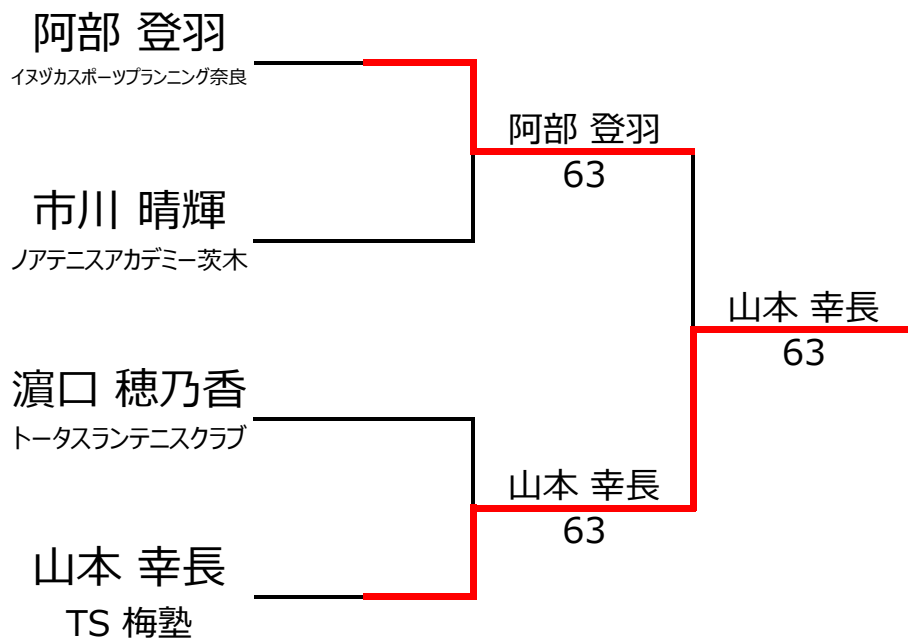 阿部 登羽
イヌヅカスポーツプランニング奈良
阿部 登羽
63
市川 晴輝
ノアテニスアカデミー茨木
山本 幸長
63
濵口 穂乃香
トータスランテニスクラブ
山本 幸長
63
山本 幸長
TS 梅塾